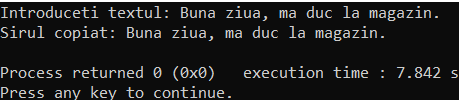 Introduceti textul: Buna ziua, ma duc la magazin.
Sirul copiat: Buna ziua, ma duc la magazin.
Process returned 0 (0x0)   execution time : 7.842 s
Press any key to continue.